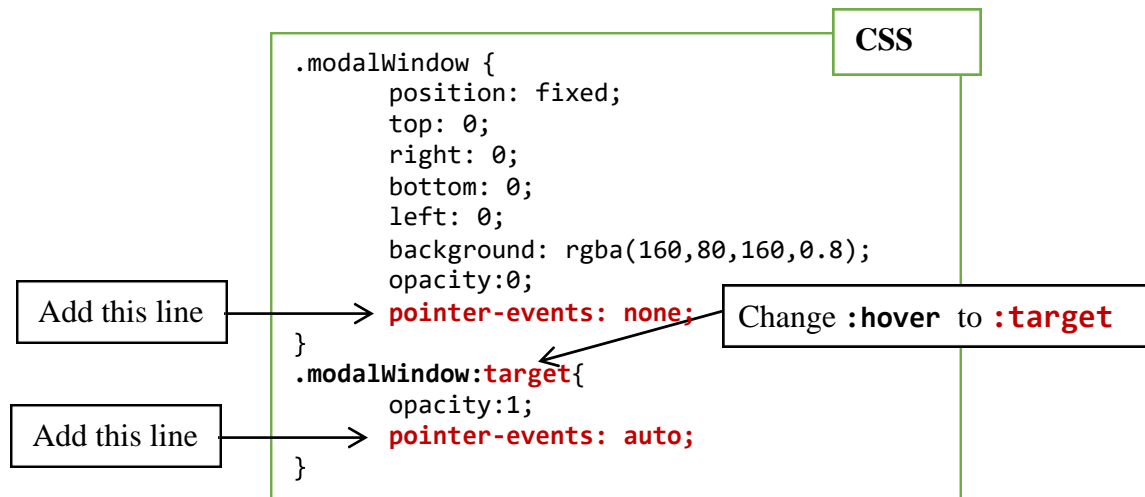 CSS
.modalWindow {
position: fixed;
top: 0;
right: 0;
bottom: 0;
left: 0;
background: rgba(160,80,160,0.8);
opacity:0;
Add this line
pointer-events: none;
Change :hover to :target
}
.modalWindow:target{
opacity:1;
Add this line
pointer-events: auto;
}